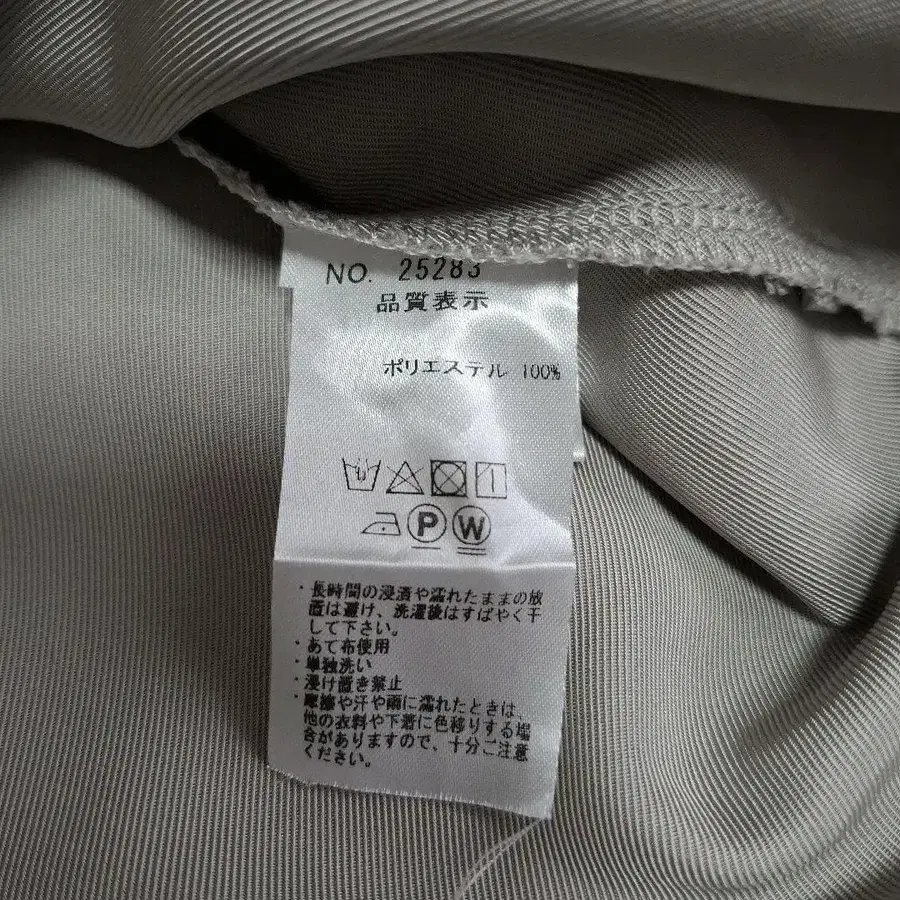 NO. 25283
品質表示
ポリエステル 100%
P W
・長時間の浸漬や濡れたままの放
置は避け、洗濯後はすばやく干
して下さい。
・あて布使用
・単独洗い
・浸け置き禁止
・摩擦や汗や雨に濡れたときは、
他の衣料や下着に色移りする場
合がありますので、十分ご注意
ください。